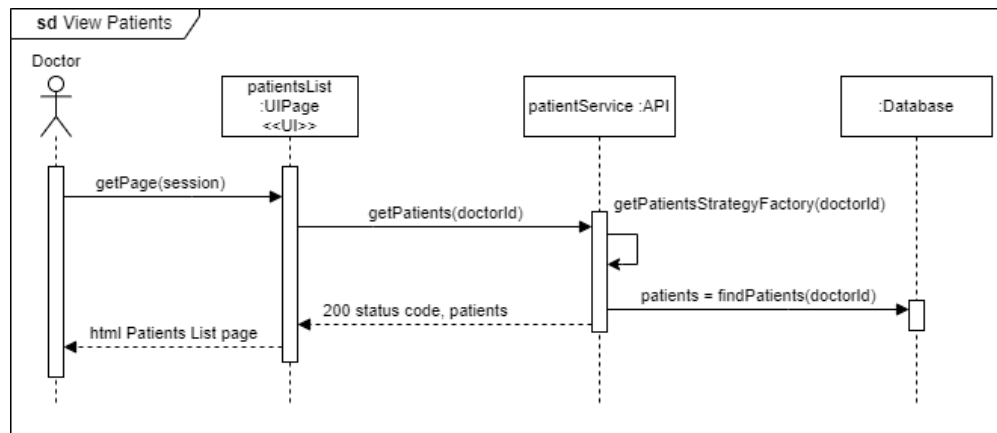 sd View Patients
Doctor
patientsList
:UIPage
<<UI>>
patientService :API
:Database
getPage(session)
getPatients(doctorId)
getPatientsStrategyFactory(doctorId)
patients = findPatients(doctorId)
200 status code, patients
html Patients List page